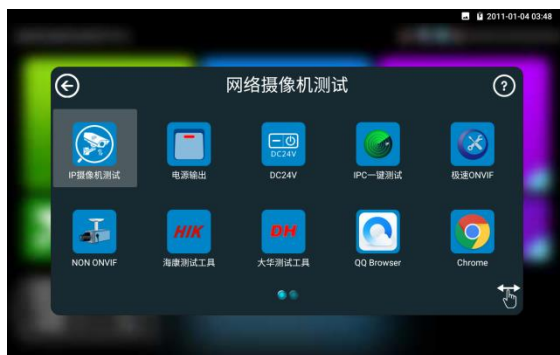 2011-01-04 03:48
网络摄像机测试
?
DC24V
IP摄像机测试
电源输出
DC24V
IPC一键测试
极速ONVIF
HIK
DH
NON ONVIF
海康测试工具
大华测试工具
QQ Browser
Chrome